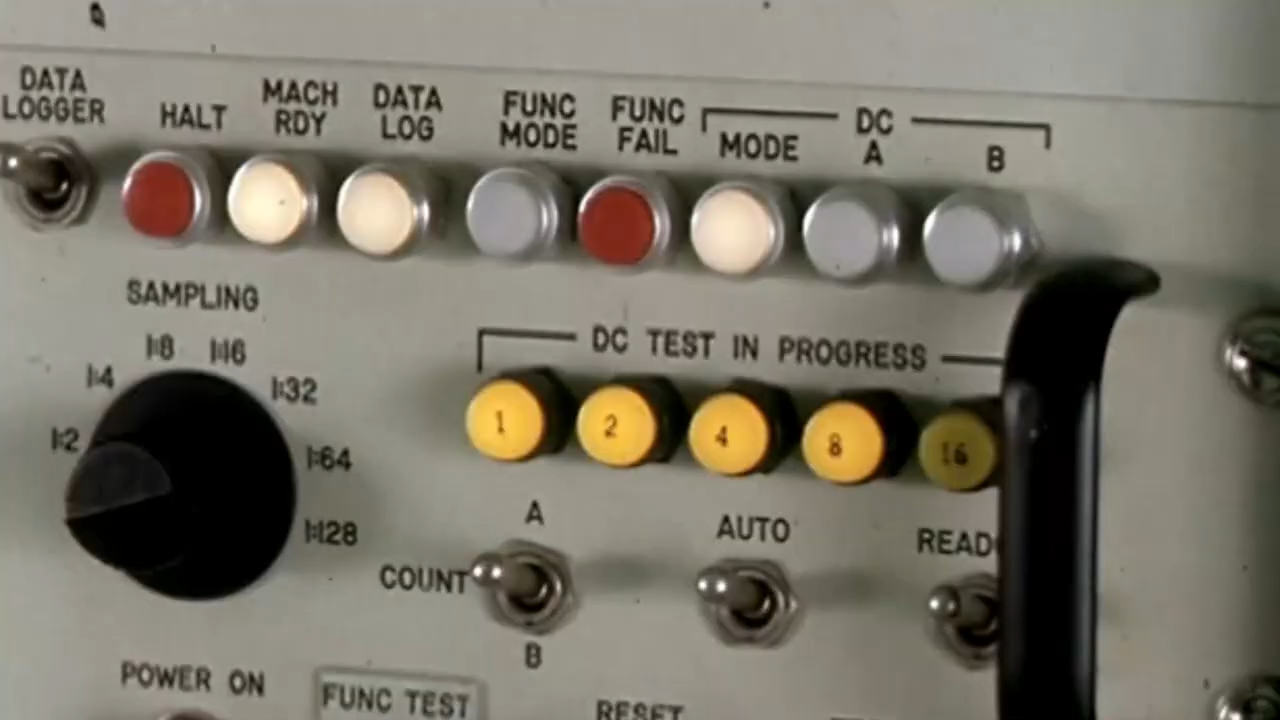 DATA
LOGGER
HALT
MACH
RDY
DATA
LOG
FUNC
MODE
FUNC
FAIL
DC
MODE
A
B
SAMPLING
1:2
1:4
1:8
1:16
1:32
1:64
1:128
DC TEST IN PROGRESS
1
2
4
8
16
A
COUNT
B
AUTO
POWER ON
FUNC TEST
RESET